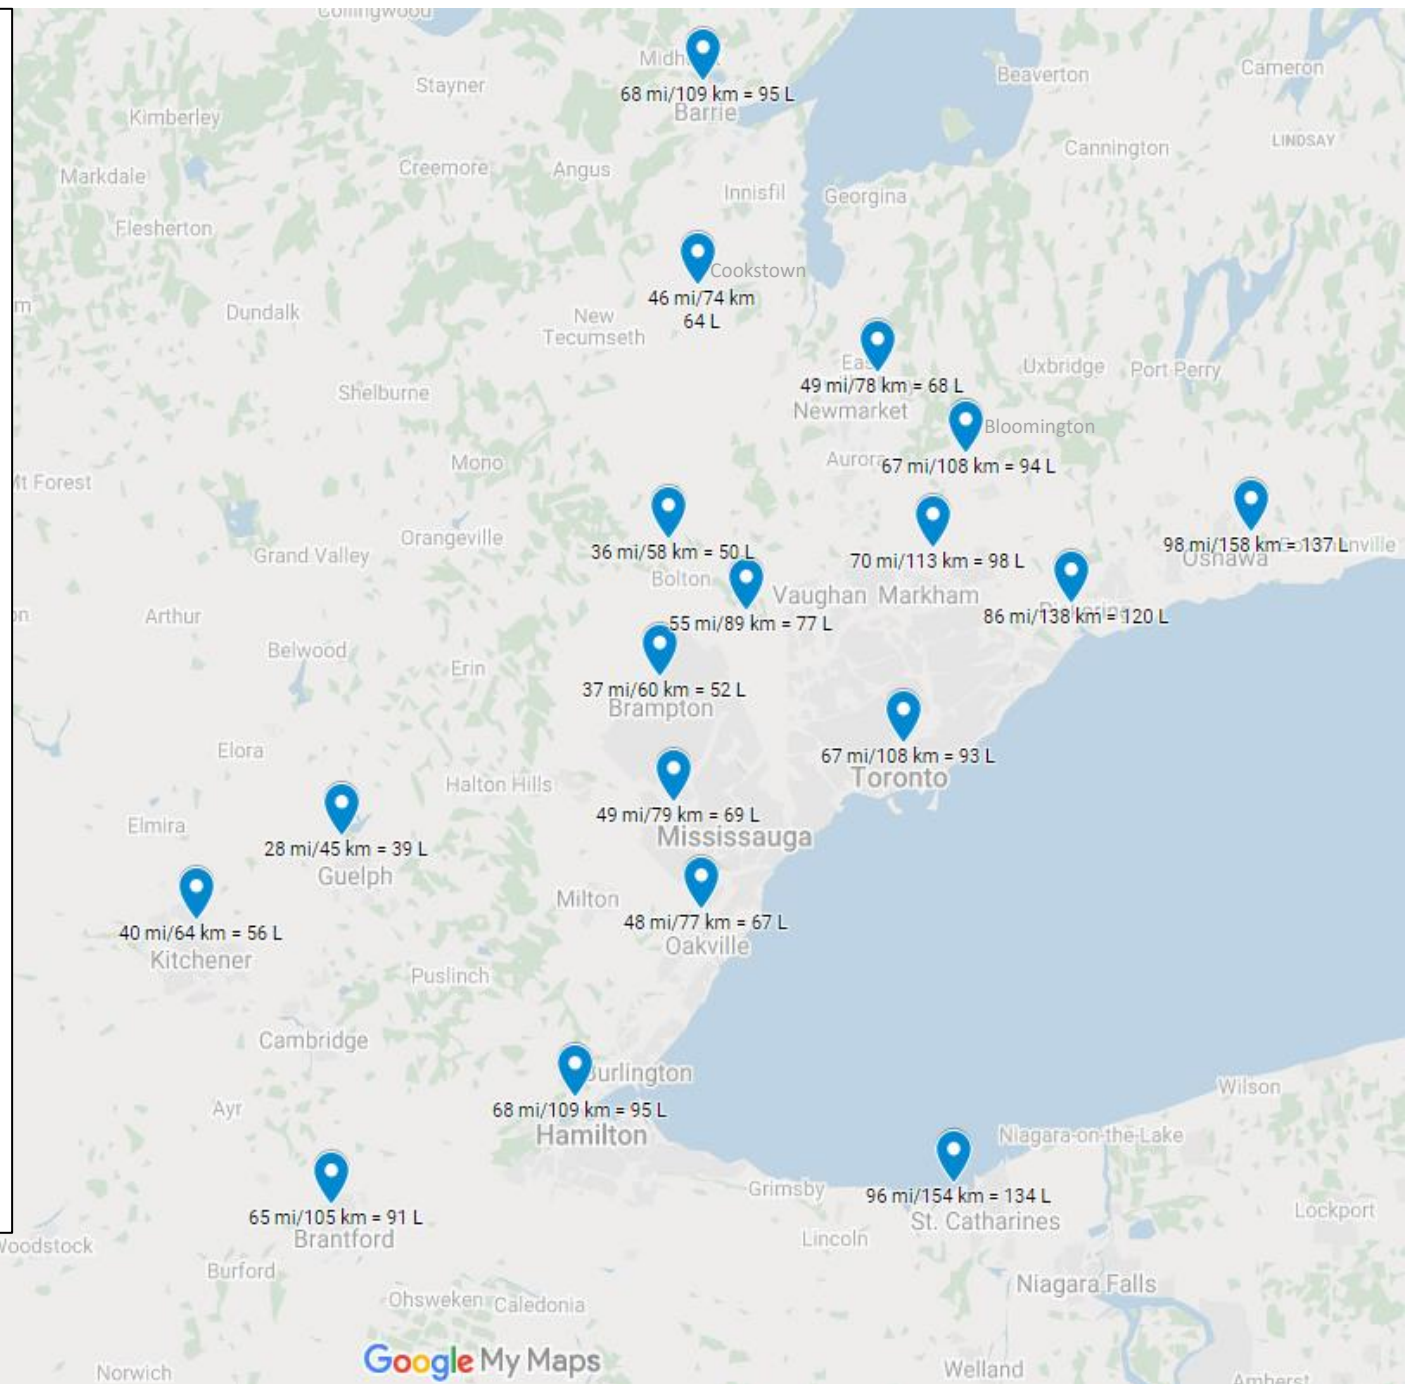 Collingwood
68 mi/109 km = 95 L
Barrie
Stayner
Beaverton
Cameron
Kimberley
Cannington
LINDSAY
Markdale
Creemore
Angus
Innisfil
Georgina
Flesherton
Cookstown
46 mi/74 km
64 L
Dundalk
New
Tecumseth
49 mi/78 km = 68 L
Newmarket
Uxbridge
Port Perry
Shelburne
Bloomington
67 mi/108 km = 94 L
Aurora
Mono
Mt Forest
Orangeville
Grand Valley
36 mi/58 km = 50 L
Bolton
70 mi/113 km = 98 L
Vaughan
Markham
98 mi/158 km = 137 L
Oshawa
86 mi/138 km = 120 L
55 mi/89 km = 77 L
Arthur
Belwood
Erin
37 mi/60 km = 52 L
Brampton
67 mi/108 km = 93 L
Toronto
Elora
Halton Hills
49 mi/79 km = 69 L
Mississauga
Elmira
28 mi/45 km = 39 L
Guelph
Milton
48 mi/77 km = 67 L
Oakville
40 mi/64 km = 56 L
Kitchener
Puslinch
Cambridge
Burlington
68 mi/109 km = 95 L
Hamilton
Ayr
Wilson
Niagara-on-the-Lake
65 mi/105 km = 91 L
Brantford
Grimsby
96 mi/154 km = 134 L
St. Catharines
Lincoln
Lockport
Woodstock
Burford
Niagara Falls
Ohsweken
Caledonia
Google My Maps
Norwich
Welland
Amherst